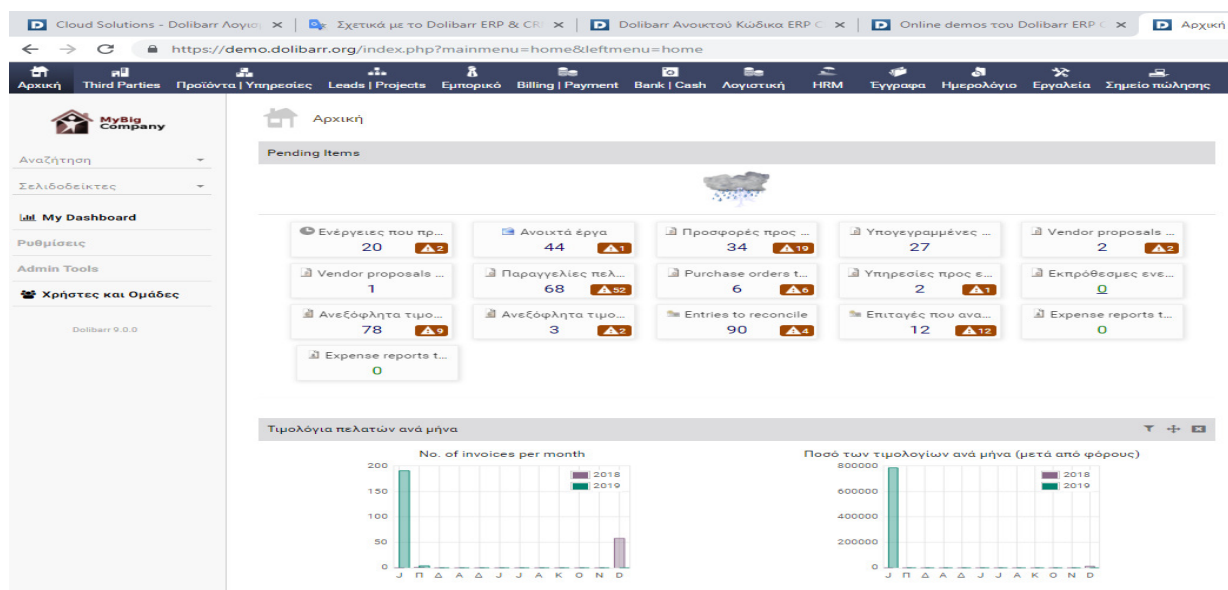 Cloud Solutions - Dolibarr Λογισ
Σχετικά με το Dolibarr ERP & CR
Dolibarr Ανοικτού Κώδικα ERP C
Online demos του Dolibarr ERP C
Αρχική
https://demo.dolibarr.org/index.php?mainmenu=home&leftmenu=home
Αρχική Third Parties Προϊόντα | Υπηρεσίες Leads | Projects Εμπορικό Billing | Payment Bank | Cash Λογιστική HRM Έγγραφα Ημερολόγιο Εργαλεία Σημείο πώλησης
MyBig
Company
Αναζήτηση
Σελιδοδείκτες
My Dashboard
Ρυθμίσεις
Admin Tools
Χρήστες και Ομάδες
Dolibarr 9.0.0
Αρχική
Pending Items
Ενέργειες που πρ...
20 2
Ανοιχτά έργα
44 1
Προσφορές προς ...
34 19
Υπογεγραμμένες ...
27
Vendor proposals ...
2 2
Vendor proposals ...
1
Παραγγελίες πελ...
68 52
Purchase orders t...
6 6
Υπηρεσίες προς ε...
2 1
Εκπρόθεσμες ενε...
0
Ανεξόφλητα τιμο...
78 9
Ανεξόφλητα τιμο...
3 2
Entries to reconcile
90 4
Επιταγές που ανα...
12 12
Expense reports t...
0
Expense reports t...
0
Τιμολόγια πελατών ανά μήνα
No. of invoices per month
200
150
100
50
0
2018
2019
J Π Δ Α Δ J J Α Κ Ο Ν D
Ποσό των τιμολογίων ανά μήνα (μετά από φόρους)
800000
600000
400000
200000
0
2018
2019
J Π Δ Α Δ J J Α Κ Ο Ν D